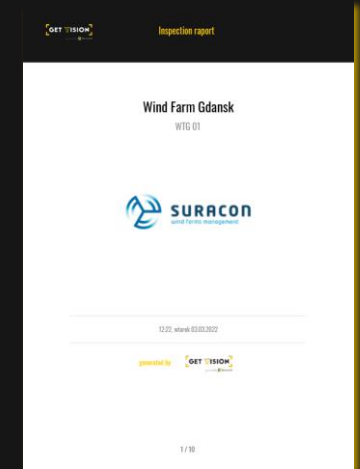 GET VISION
Inspection raport
Wind Farm Gdansk
WTG 01
SURACON
wind farms management
12:22, wtorek 03.03.2022
generated by GET VISION
1 / 10